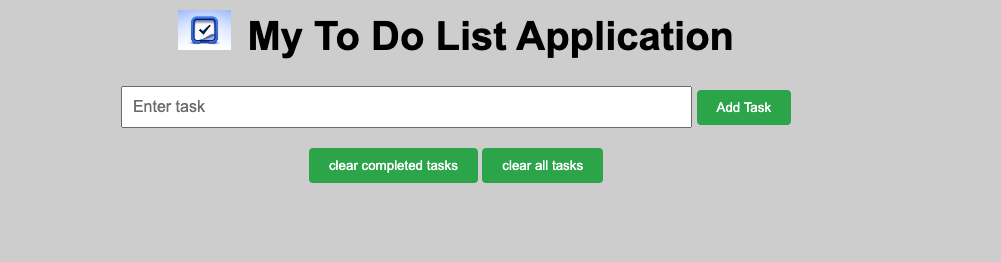 My To Do List Application
Enter task Add Task
clear completed tasks clear all tasks